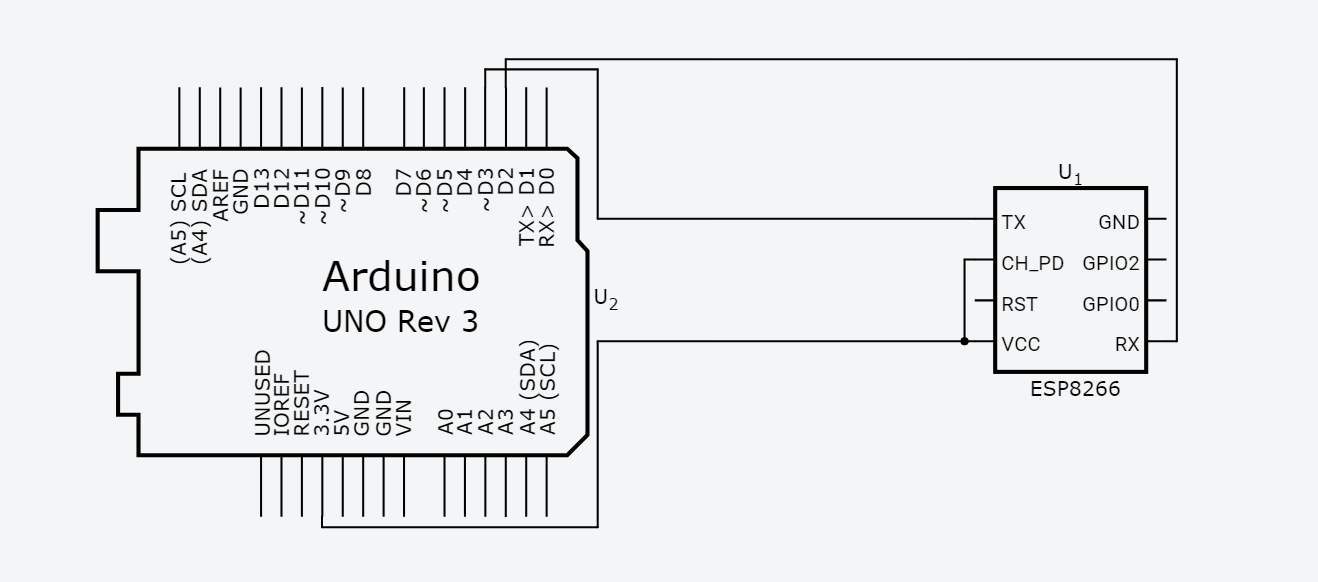 (A5) SCL
(A4) SDA
AREF
GND
D13
D12
~D11
~D10
~D9
D8
D7
~D6
~D5
D4
~D3
D2
TX> D1
RX> D0
Arduino
UNO Rev 3
U2
UNUSED
IOREF
RESET
3.3V
5V
GND
GND
VIN
A0
A1
A2
A3
A4 (SDA)
A5 (SCL)
U1
TX
CH_PD
RST
VCC
GND
GPIO2
GPIO0
RX
ESP8266